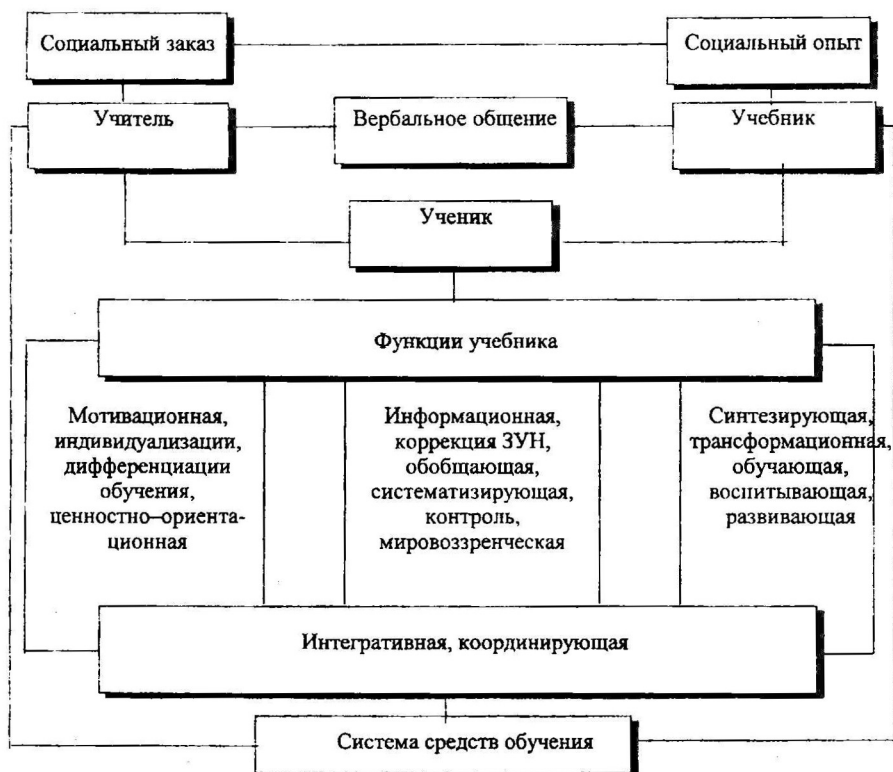 Социальный заказ
Социальный опыт
Учитель
Вербальное общение
Учебник
Ученик
Функции учебника
Мотивационная,
индивидуализации,
дифференциации
обучения,
ценностно–ориента-
ционная
Информационная,
коррекция ЗУН,
обобщающая,
систематизирующая,
контроль,
мировоззренческая
Синтезирующая,
трансформационная,
обучающая,
воспитывающая,
развивающая
Интегративная, координирующая
Система средств обучения